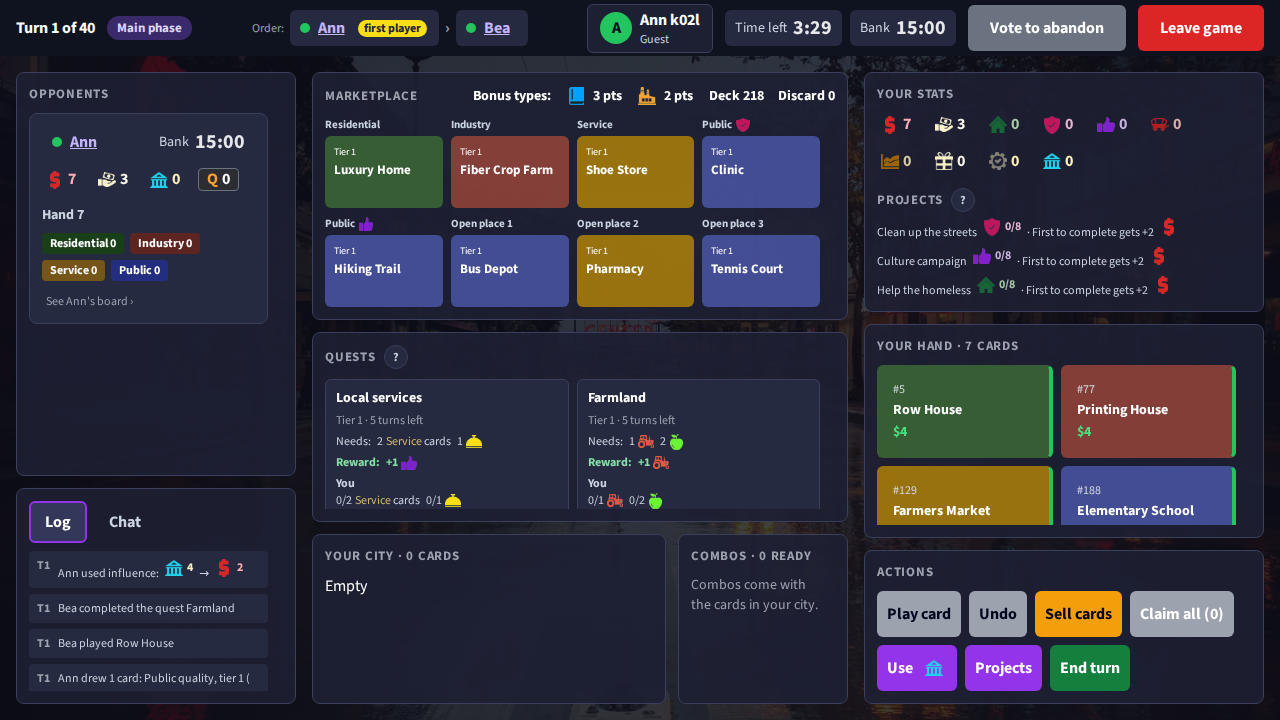 Turn 1 of 40 Main phase Order: Ann first player › Bea A Ann k02l Guest Time left 3:29 Bank 15:00 Vote to abandon Leave game
OPPONENTS
Ann Bank 15:00
7 3 0 Q 0
Hand 7
Residential 0 Industry 0
Service 0 Public 0
See Ann's board ›
Log Chat
T1 Ann used influence: 4 → 2
T1 Bea completed the quest Farmland
T1 Bea played Row House
T1 Ann drew 1 card: Public quality, tier 1 (
MARKETPLACE Bonus types: 3 pts 2 pts Deck 218 Discard 0
Residential Industry Service Public
Tier 1 Tier 1 Tier 1 Tier 1
Luxury Home Fiber Crop Farm Shoe Store Clinic
Public Open place 1 Open place 2 Open place 3
Tier 1 Tier 1 Tier 1 Tier 1
Hiking Trail Bus Depot Pharmacy Tennis Court
QUESTS ?
Local services
Tier 1 · 5 turns left
Needs: 2 Service cards 1
Reward: +1
You
0/2 Service cards 0/1
Farmland
Tier 1 · 5 turns left
Needs: 1 2
Reward: +1
You
0/1 0/2
YOUR CITY · 0 CARDS
Empty
COMBOS · 0 READY
Combos come with
the cards in your city.
YOUR STATS
7 3 0 0 0 0
0 0 0 0
PROJECTS ?
Clean up the streets 0/8 · First to complete gets +2
Culture campaign 0/8 · First to complete gets +2
Help the homeless 0/8 · First to complete gets +2
YOUR HAND · 7 CARDS
#5
Row House
$4
#77
Printing House
$4
#129
Farmers Market
#188
Elementary School
ACTIONS
Play card Undo Sell cards Claim all (0)
Use Projects End turn